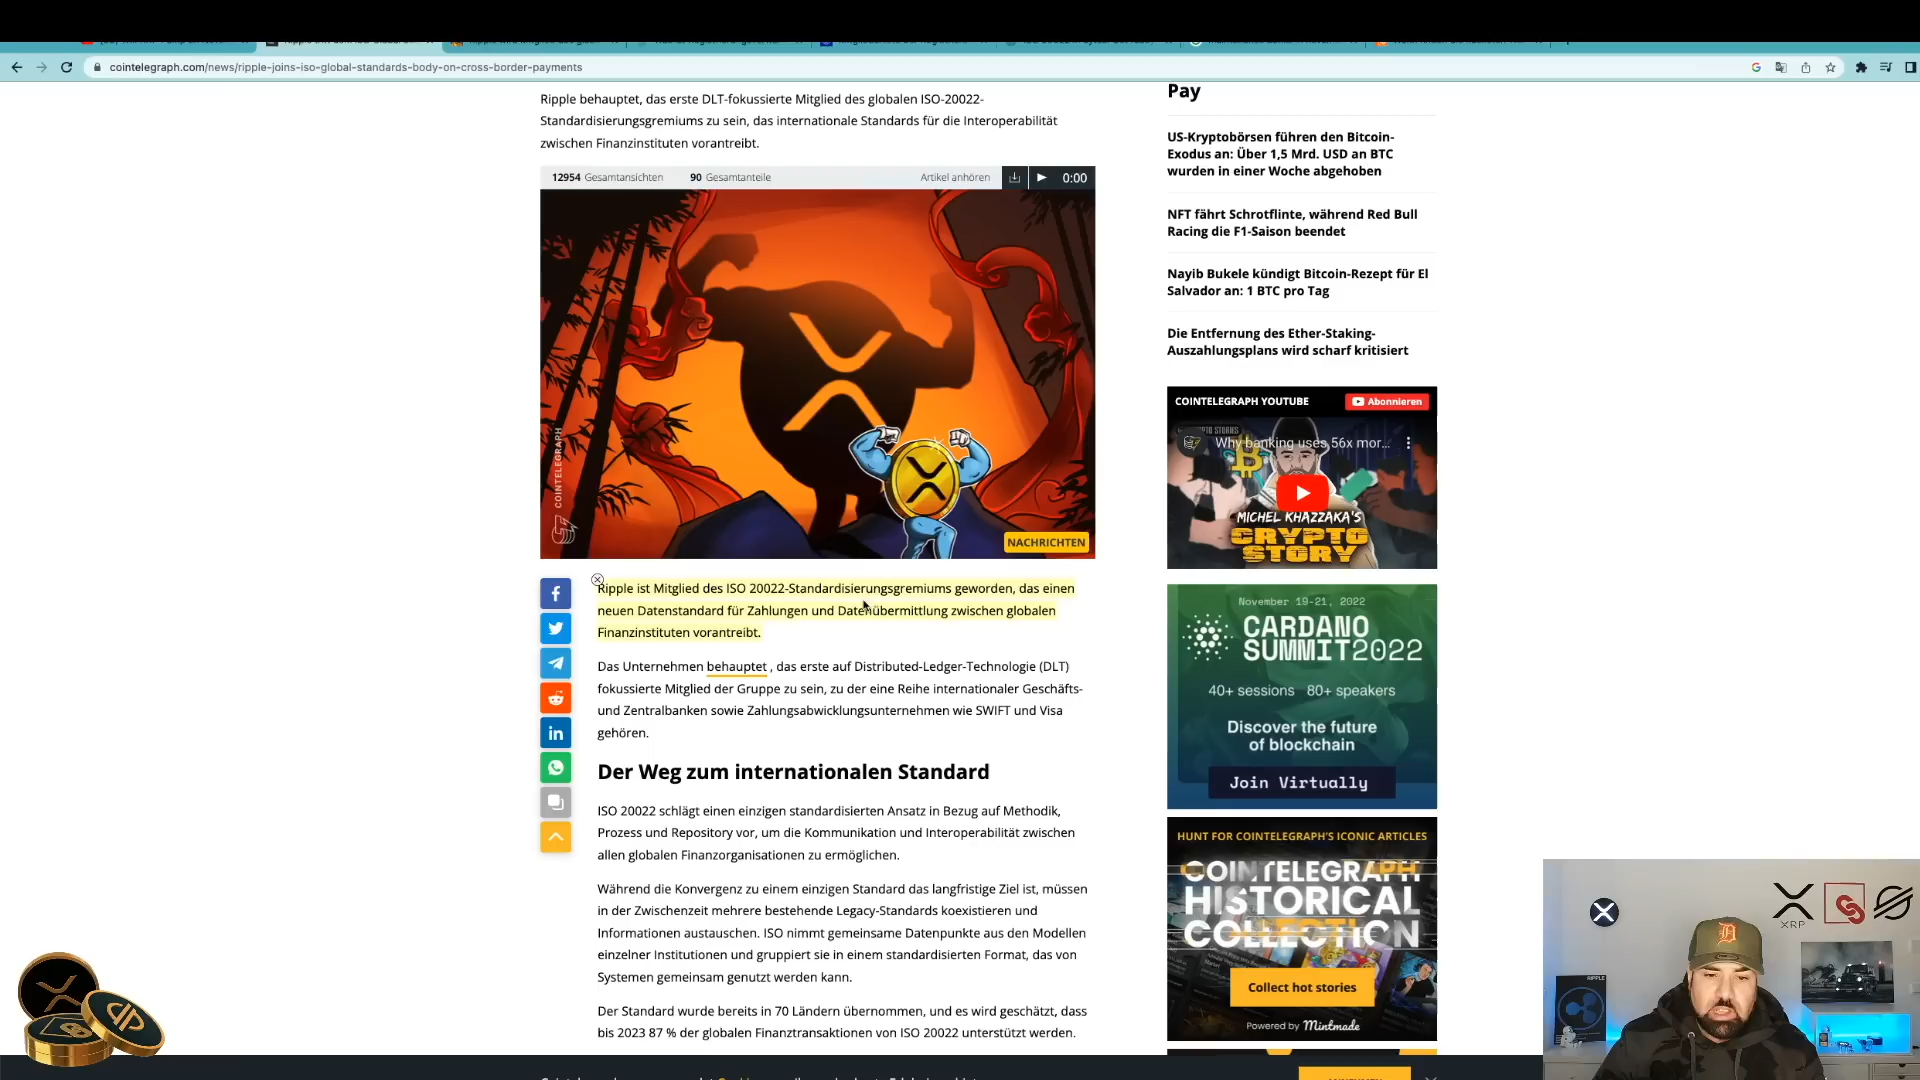 cointelegraph.com/news/ripple-joins-iso-global-standards-body-on-cross-border-payments
Ripple behauptet, das erste DLT-fokussierte Mitglied des globalen ISO-20022-
Standardisierungsgremiums zu sein, das internationale Standards für die Interoperabilität
zwischen Finanzinstituten vorantreibt.
12954 Gesamtansichten 90 Gesamtanteile Artikel anhören 0:00
COINTELEGRAPH
NACHRICHTEN
Ripple ist Mitglied des ISO 20022-Standardisierungsgremiums geworden, das einen
neuen Datenstandard für Zahlungen und Datenübermittlung zwischen globalen
Finanzinstituten vorantreibt.
Das Unternehmen behauptet , das erste auf Distributed-Ledger-Technologie (DLT)
fokussierte Mitglied der Gruppe zu sein, zu der eine Reihe internationaler Geschäfts-
und Zentralbanken sowie Zahlungsabwicklungsunternehmen wie SWIFT und Visa
gehören.
Der Weg zum internationalen Standard
ISO 20022 schlägt einen einzigen standardisierten Ansatz in Bezug auf Methodik,
Prozess und Repository vor, um die Kommunikation und Interoperabilität zwischen
allen globalen Finanzorganisationen zu ermöglichen.
Während die Konvergenz zu einem einzigen Standard das langfristige Ziel ist, müssen
in der Zwischenzeit mehrere bestehende Legacy-Standards koexistieren und
Informationen austauschen. ISO nimmt gemeinsame Datenpunkte aus den Modellen
einzelner Institutionen und gruppiert sie in einem standardisierten Format, das von
Systemen gemeinsam genutzt werden kann.
Der Standard wurde bereits in 70 Ländern übernommen, und es wird geschätzt, dass
bis 2023 87 % der globalen Finanztransaktionen von ISO 20022 unterstützt werden.
Pay
US-Kryptobörsen führen den Bitcoin-
Exodus an: Über 1,5 Mrd. USD an BTC
wurden in einer Woche abgehoben
NFT fährt Schrotflinte, während Red Bull
Racing die F1-Saison beendet
Nayib Bukele kündigt Bitcoin-Rezept für El
Salvador an: 1 BTC pro Tag
Die Entfernung des Ether-Staking-
Auszahlungsplans wird scharf kritisiert
COINTELEGRAPH YOUTUBE Abonnieren
Why banking uses 56x mor...
MICHEL KHAZZAKA'S
CRYPTO
STORY
November 19-21, 2022
CARDANO
SUMMIT2022
40+ sessions 80+ speakers
Discover the future
of blockchain
Join Virtually
HUNT FOR COINTELEGRAPH'S ICONIC ARTICLES
COINTELEGRAPH
HISTORICAL
COLLECTION
Collect hot stories
Powered by Mintmade
XRP
RIPPLE